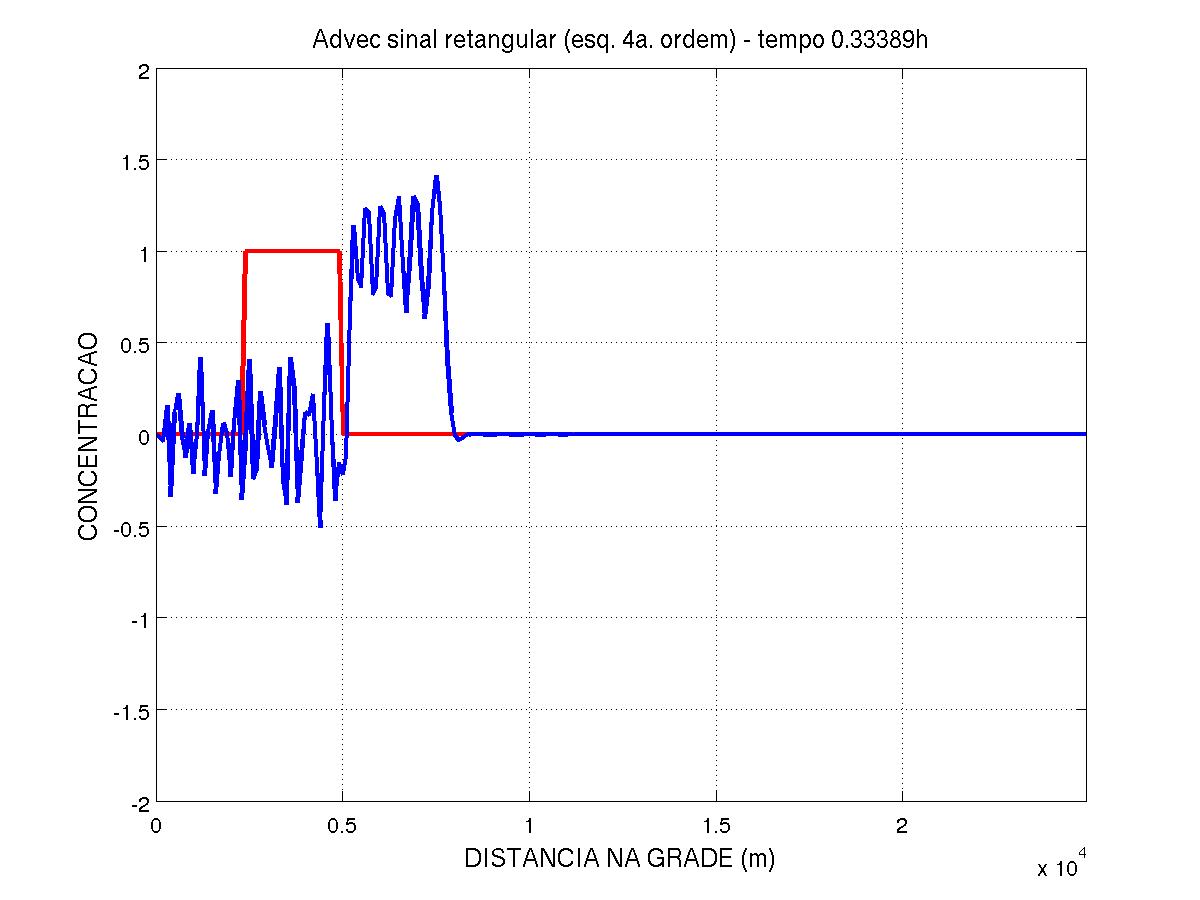 Advec sinal retangular (esq. 4a. ordem) - tempo 0.33389h
CONCENTRACAO
2
1.5
1
0.5
0
-0.5
-1
-1.5
-2
0 0.5 1 1.5 2
DISTANCIA NA GRADE (m)
x 10^4